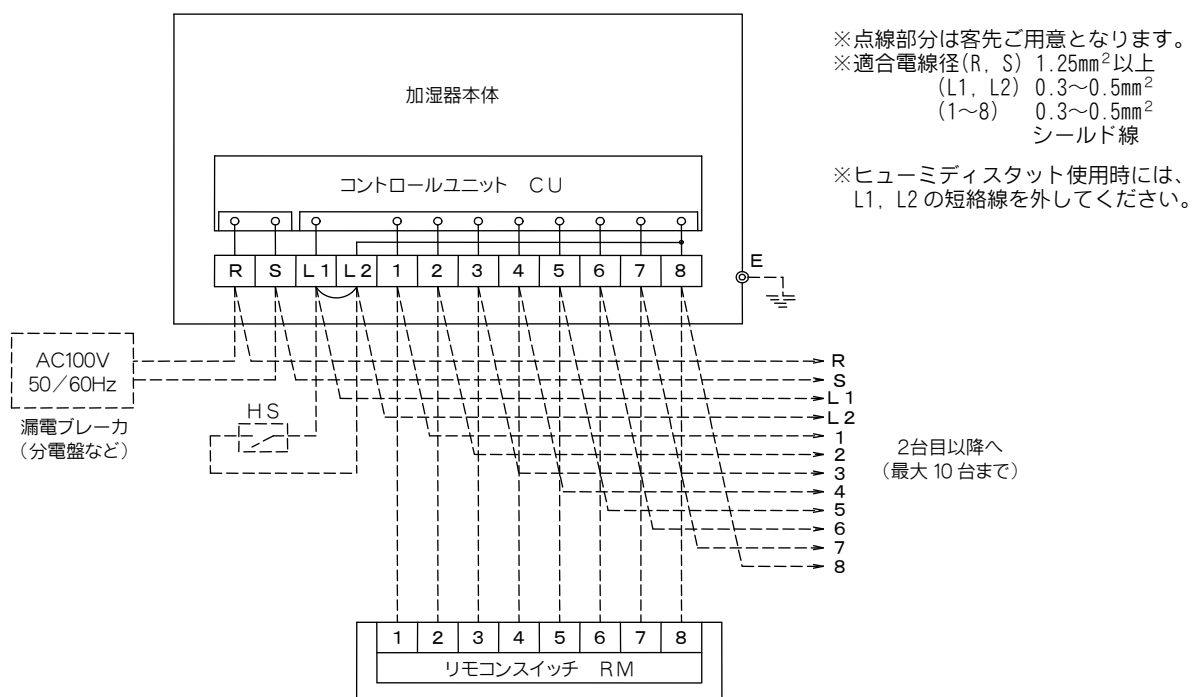 加湿器本体
コントロールユニット CU
R S L1 L2 1 2 3 4 5 6 7 8
E
AC100V
50／60Hz
漏電ブレーカ
（分電盤など）
HS
R
S
L1
L2
1
2
3
4
5
6
7
8
2台目以降へ
（最大10台まで）
1 2 3 4 5 6 7 8
リモコンスイッチ RM
※点線部分は客先ご用意となります。
※適合電線径(R, S) 1.25mm²以上
(L1, L2) 0.3～0.5mm²
(1～8) 0.3～0.5mm²
シールド線
※ヒューミディスタット使用時には、
L1, L2の短絡線を外してください。